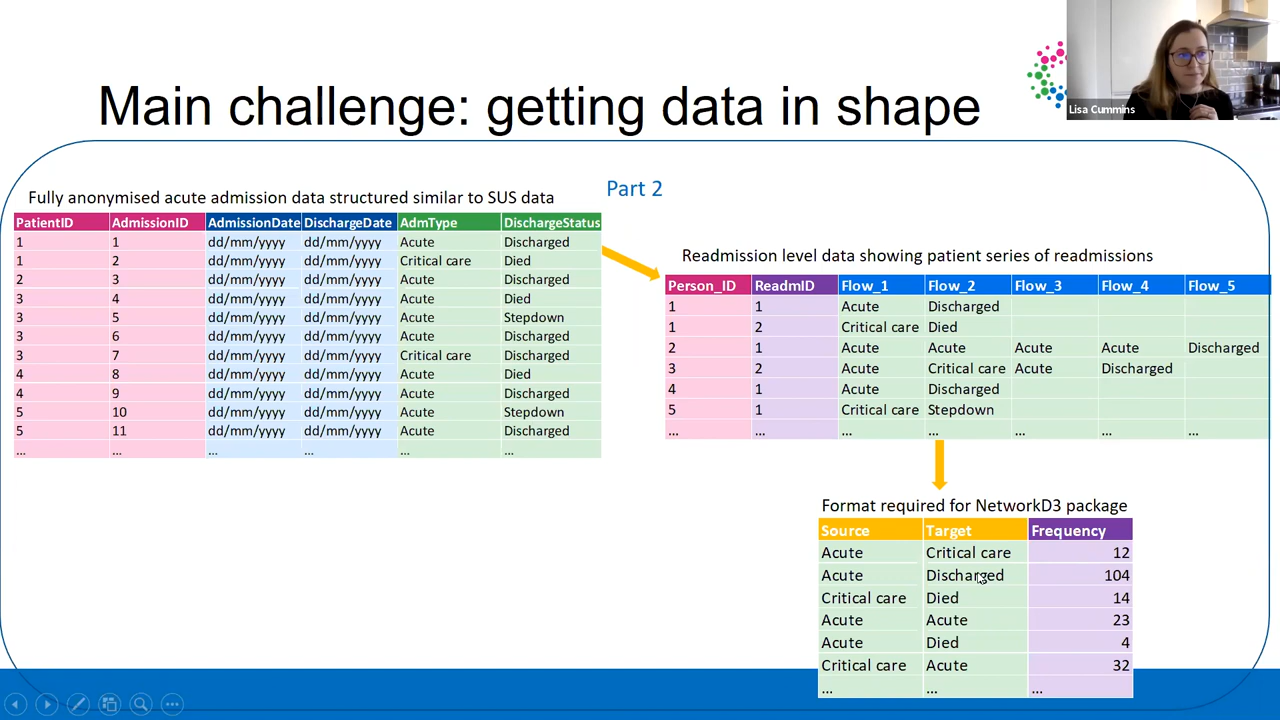 Lisa Cummins
Main challenge: getting data in shape
Part 2
Fully anonymised acute admission data structured similar to SUS data
PatientID AdmissionID AdmissionDate DischargeDate AdmType DischargeStatus
1 1 dd/mm/yyyy dd/mm/yyyy Acute Discharged
1 2 dd/mm/yyyy dd/mm/yyyy Critical care Died
2 3 dd/mm/yyyy dd/mm/yyyy Acute Discharged
3 4 dd/mm/yyyy dd/mm/yyyy Acute Died
3 5 dd/mm/yyyy dd/mm/yyyy Acute Stepdown
3 6 dd/mm/yyyy dd/mm/yyyy Acute Discharged
3 7 dd/mm/yyyy dd/mm/yyyy Critical care Discharged
4 8 dd/mm/yyyy dd/mm/yyyy Acute Died
4 9 dd/mm/yyyy dd/mm/yyyy Acute Discharged
5 10 dd/mm/yyyy dd/mm/yyyy Acute Stepdown
5 11 dd/mm/yyyy dd/mm/yyyy Acute Discharged
... ... ... ... ... ...
Readmission level data showing patient series of readmissions
Person_ID ReadmID Flow_1 Flow_2 Flow_3 Flow_4 Flow_5
1 1 Acute Discharged
1 2 Critical care Died
2 1 Acute Acute Acute Acute Discharged
3 2 Acute Critical care Acute Discharged
4 1 Acute Discharged
5 1 Critical care Stepdown
... ... ... ... ... ... ...
Format required for NetworkD3 package
Source Target Frequency
Acute Critical care 12
Acute Discharged 104
Critical care Died 14
Acute Acute 23
Acute Died 4
Critical care Acute 32
... ... ...